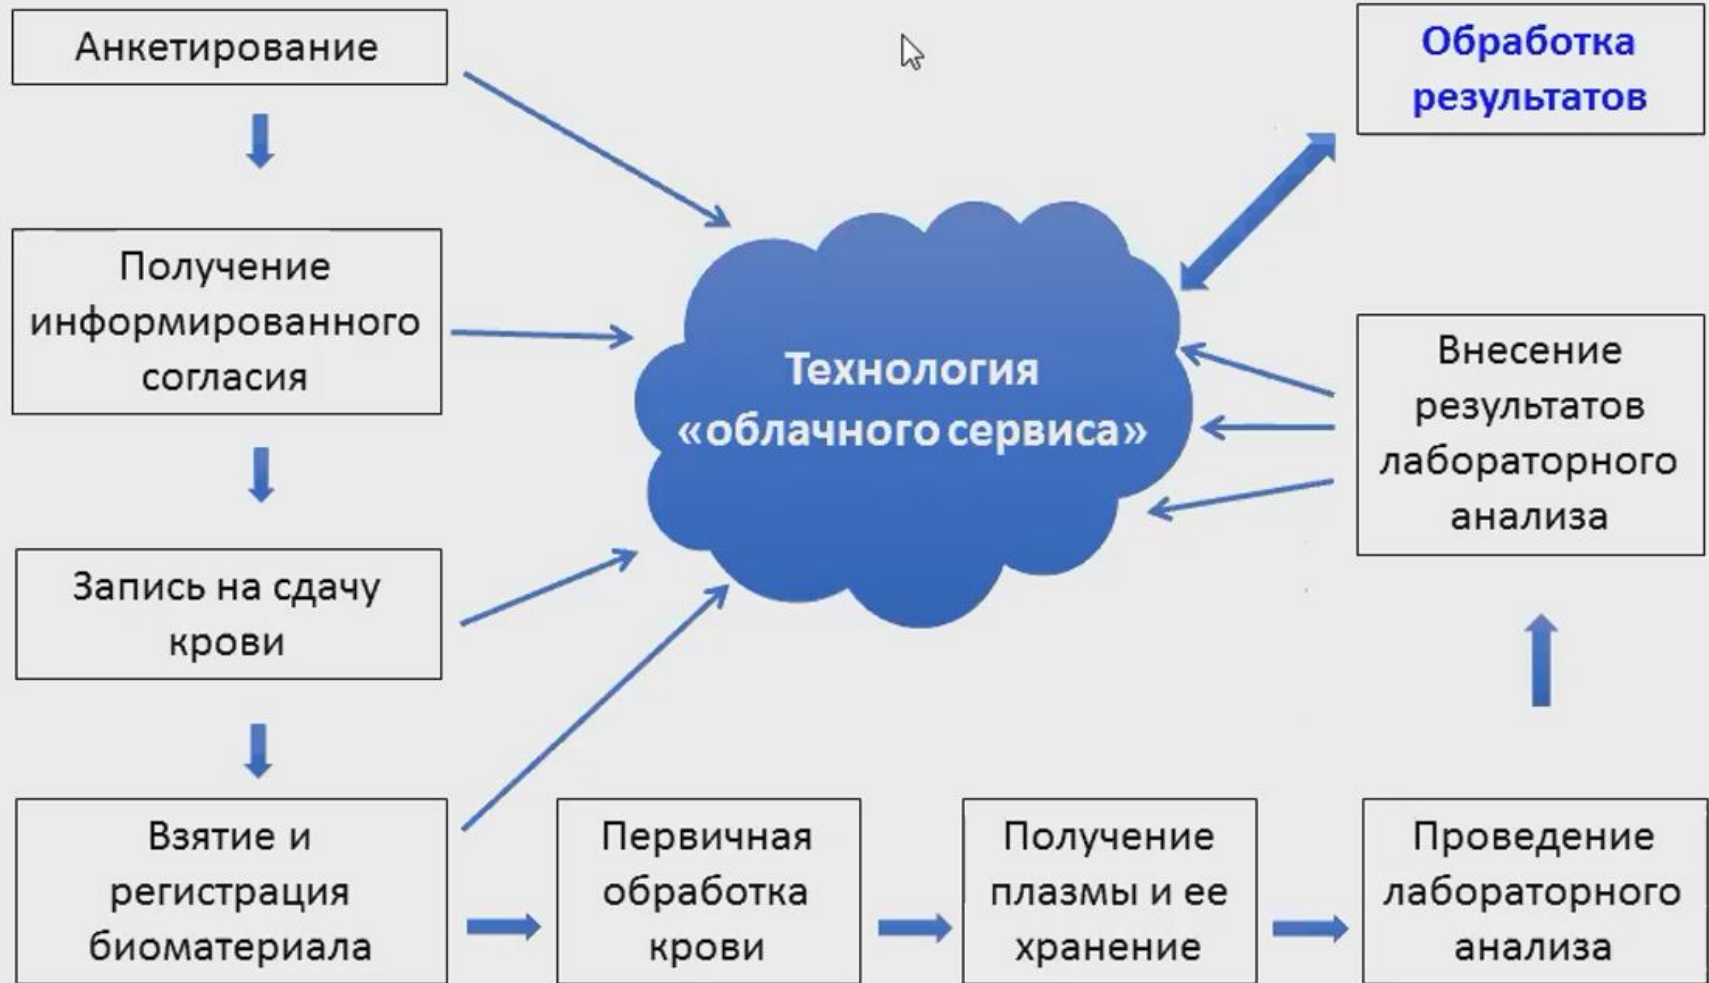 Анкетирование
Получение
информированного
согласия
Запись на сдачу
крови
Взятие и
регистрация
биоматериала
Первичная
обработка
крови
Получение
плазмы и ее
хранение
Проведение
лабораторного
анализа
Внесение
результатов
лабораторного
анализа
Обработка
результатов
Технология
«облачного сервиса»